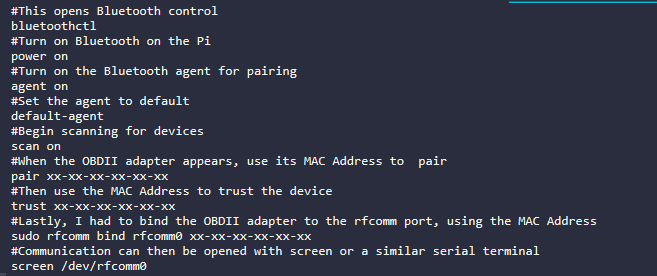 #This opens Bluetooth control
bluetoothctl
#Turn on Bluetooth on the Pi
power on
#Turn on the Bluetooth agent for pairing
agent on
#Set the agent to default
default-agent
#Begin scanning for devices
scan on
#When the OBDII adapter appears, use its MAC Address to  pair
pair xx-xx-xx-xx-xx-xx
#Then use the MAC Address to trust the device
trust xx-xx-xx-xx-xx-xx
#Lastly, I had to bind the OBDII adapter to the rfcomm port, using the MAC Address
sudo rfcomm bind rfcomm0 xx-xx-xx-xx-xx-xx
#Communication can then be opened with screen or a similar serial terminal
screen /dev/rfcomm0